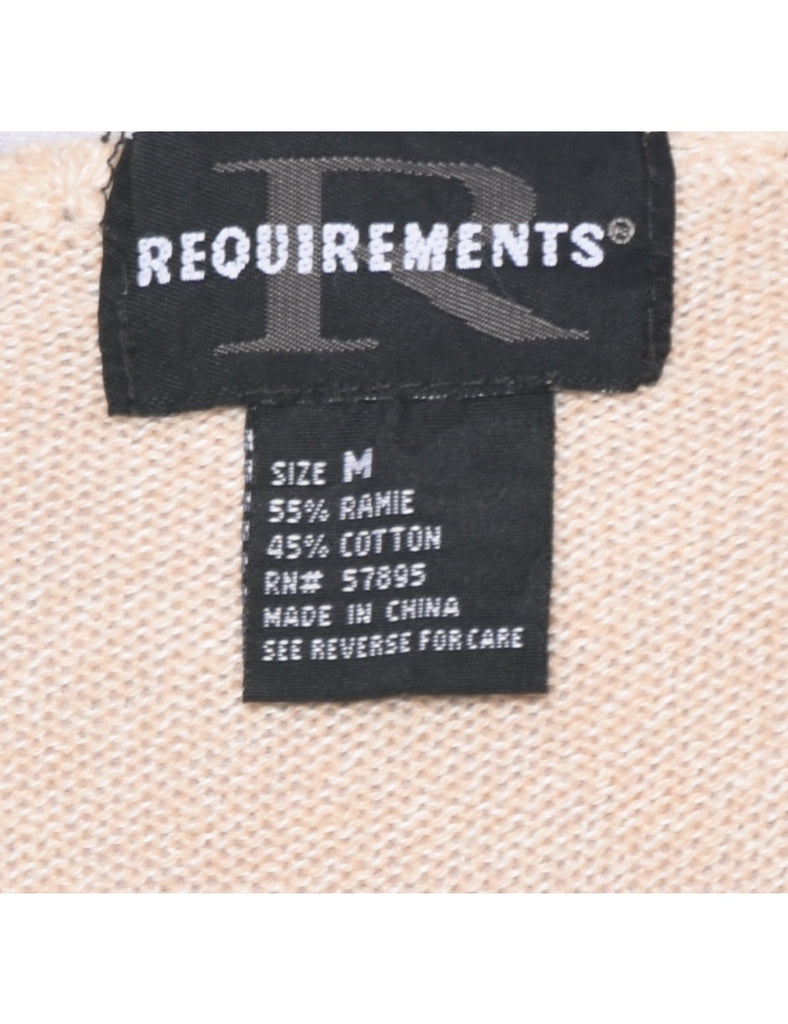 R
REQUIREMENTS®
SIZE M
55% RAMIE
45% COTTON
RN# 57895
MADE IN CHINA
SEE REVERSE FOR CARE